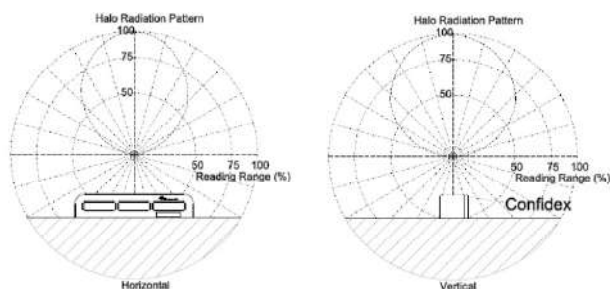 Halo Radiation Pattern
100
75
50
50 75 100
Reading Range (%)
Horizontal
Halo Radiation Pattern
100
75
50
50 75 100
Reading Range (%)
Confidex
Vertical